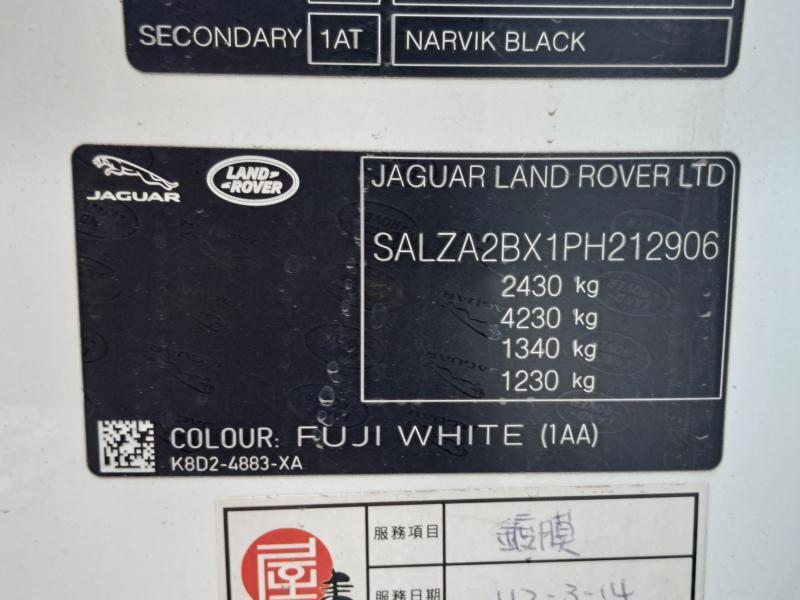 SECONDARY 1AT NARVIK BLACK
JAGUAR
LAND ROVER
JAGUAR LAND ROVER LTD
SALZA2BX1PH212906
2430 kg
4230 kg
1340 kg
1230 kg
COLOUR: FUJI WHITE (1AA)
K8D2-4883-XA
服務項目 鍍膜
服務日期 112-3-14